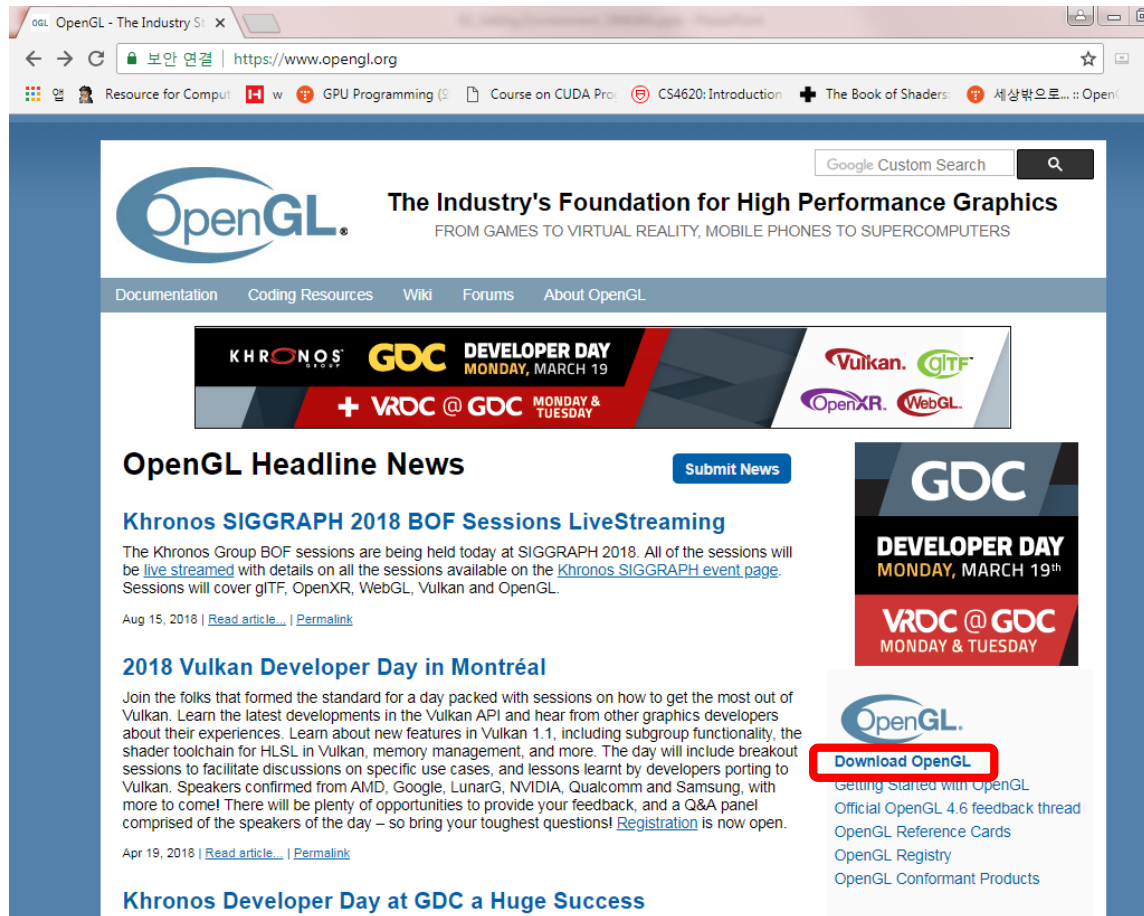 OGL OpenGL - The Industry St
보안 연결 | https://www.opengl.org
앱 Resource for Comput H w GPU Programming (외 Course on CUDA Prog CS4620: Introduction The Book of Shaders: 세상밖으로... :: Open
Google Custom Search
OpenGL®
The Industry's Foundation for High Performance Graphics
FROM GAMES TO VIRTUAL REALITY, MOBILE PHONES TO SUPERCOMPUTERS
Documentation Coding Resources Wiki Forums About OpenGL
KHRONOS GROUP GDC DEVELOPER DAY
MONDAY, MARCH 19
+ VRDC @ GDC MONDAY & TUESDAY
Vulkan. glTF™
OpenXR. WebGL.
OpenGL Headline News
Submit News
Khronos SIGGRAPH 2018 BOF Sessions LiveStreaming
The Khronos Group BOF sessions are being held today at SIGGRAPH 2018. All of the sessions will
be live streamed with details on all the sessions available on the Khronos SIGGRAPH event page.
Sessions will cover glTF, OpenXR, WebGL, Vulkan and OpenGL.
Aug 15, 2018 | Read article... | Permalink
2018 Vulkan Developer Day in Montréal
Join the folks that formed the standard for a day packed with sessions on how to get the most out of
Vulkan. Learn the latest developments in the Vulkan API and hear from other graphics developers
about their experiences. Learn about new features in Vulkan 1.1, including subgroup functionality, the
shader toolchain for HLSL in Vulkan, memory management, and more. The day will include breakout
sessions to facilitate discussions on specific use cases, and lessons learnt by developers porting to
Vulkan. Speakers confirmed from AMD, Google, LunarG, NVIDIA, Qualcomm and Samsung, with
more to come! There will be plenty of opportunities to provide your feedback, and a Q&A panel
comprised of the speakers of the day – so bring your toughest questions! Registration is now open.
Apr 19, 2018 | Read article... | Permalink
Khronos Developer Day at GDC a Huge Success
GDC
DEVELOPER DAY
MONDAY, MARCH 19th
VRDC @ GDC
MONDAY & TUESDAY
OpenGL.
Download OpenGL
Getting Started with OpenGL
Official OpenGL 4.6 feedback thread
OpenGL Reference Cards
OpenGL Registry
OpenGL Conformant Products